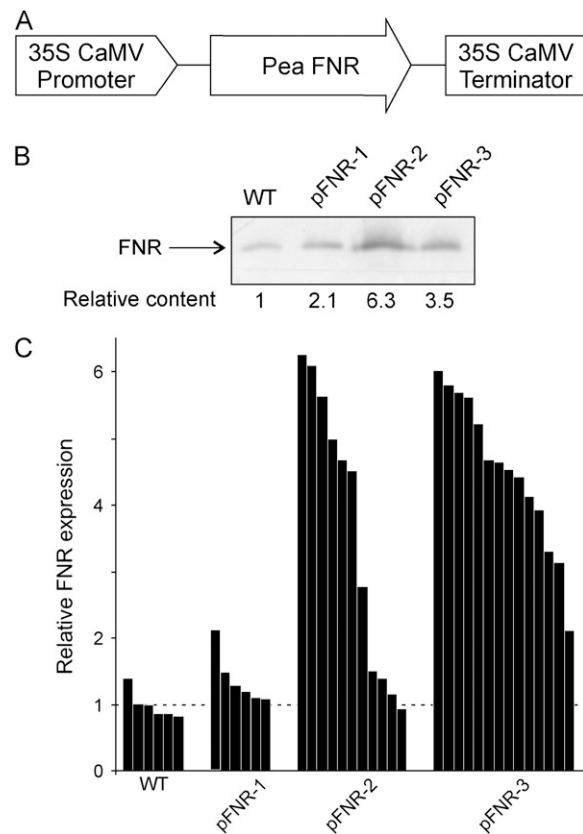 A
35S CaMV
Promoter
Pea FNR
35S CaMV
Terminator
B
WT
pFNR-1
pFNR-2
pFNR-3
FNR
Relative content 1 2.1 6.3 3.5
C
Relative FNR expression
6
4
2
1
0
WT
pFNR-1
pFNR-2
pFNR-3